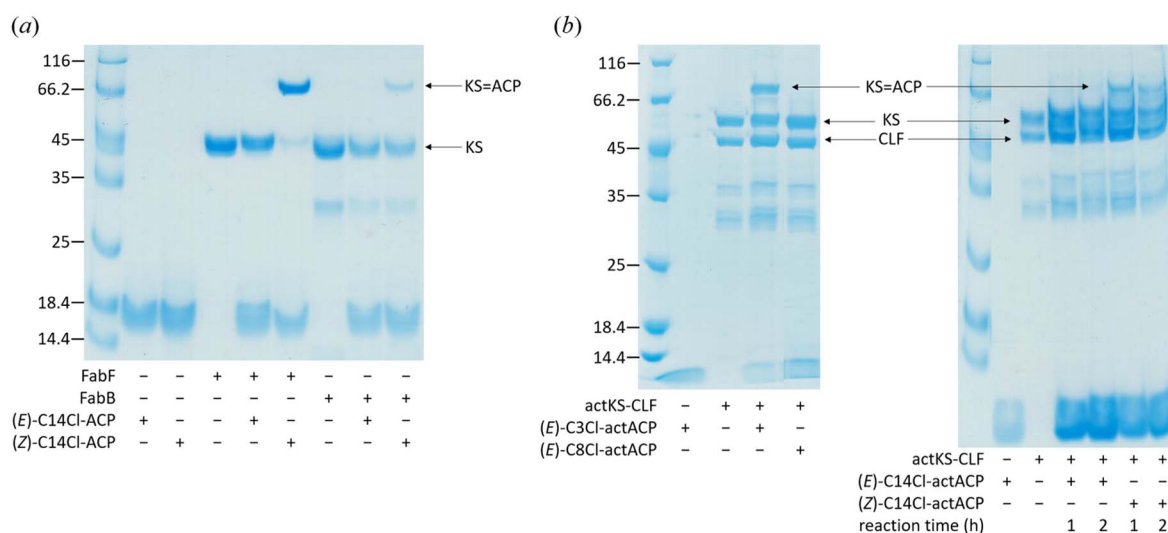 (a)
116
66.2
45
35
25
18.4
14.4
KS=ACP
KS
FabF – – + + + – – –
FabB – – – – – + + +
(E)-C14Cl-ACP + – – + – – + –
(Z)-C14Cl-ACP – + – – + – – +
(b)
116
66.2
45
35
25
18.4
14.4
KS=ACP
KS
CLF
actKS-CLF – + + +
(E)-C3Cl-actACP + – + –
(E)-C8Cl-actACP – – – +
actKS-CLF – + + + + +
(E)-C14Cl-actACP + – + + – –
(Z)-C14Cl-actACP – – – – + +
reaction time (h) 1 2 1 2